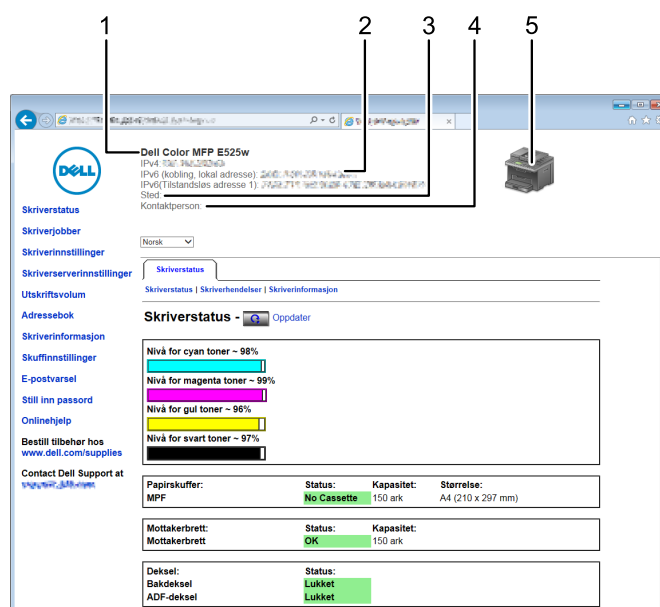 1 2 3 4 5
Dell Color MFP E525w
IPv4:
IPv6 (kobling, lokal adresse):
IPv6(Tilstandsløs adresse 1):
Sted:
Kontaktperson:
DELL
Norsk
Skriverstatus
Skriverjobber
Skriverinnstillinger
Skriverserverinnstillinger
Utskriftsvolum
Adressebok
Skriverinformasjon
Skuffinnstillinger
E-postvarsel
Still inn passord
Onlinehjelp
Bestill tilbehør hos
www.dell.com/supplies
Contact Dell Support at
Skriverstatus
Skriverstatus | Skriverhendelser | Skriverinformasjon
Skriverstatus - Oppdater
Nivå for cyan toner ~ 98%
Nivå for magenta toner ~ 99%
Nivå for gul toner ~ 96%
Nivå for svart toner ~ 97%
Papirskuffer: Status: Kapasitet: Størrelse:
MPF No Cassette 150 ark A4 (210 x 297 mm)
Mottakerbrett: Status: Kapasitet:
Mottakerbrett OK 150 ark
Deksel: Status:
Bakdeksel Lukket
ADF-deksel Lukket